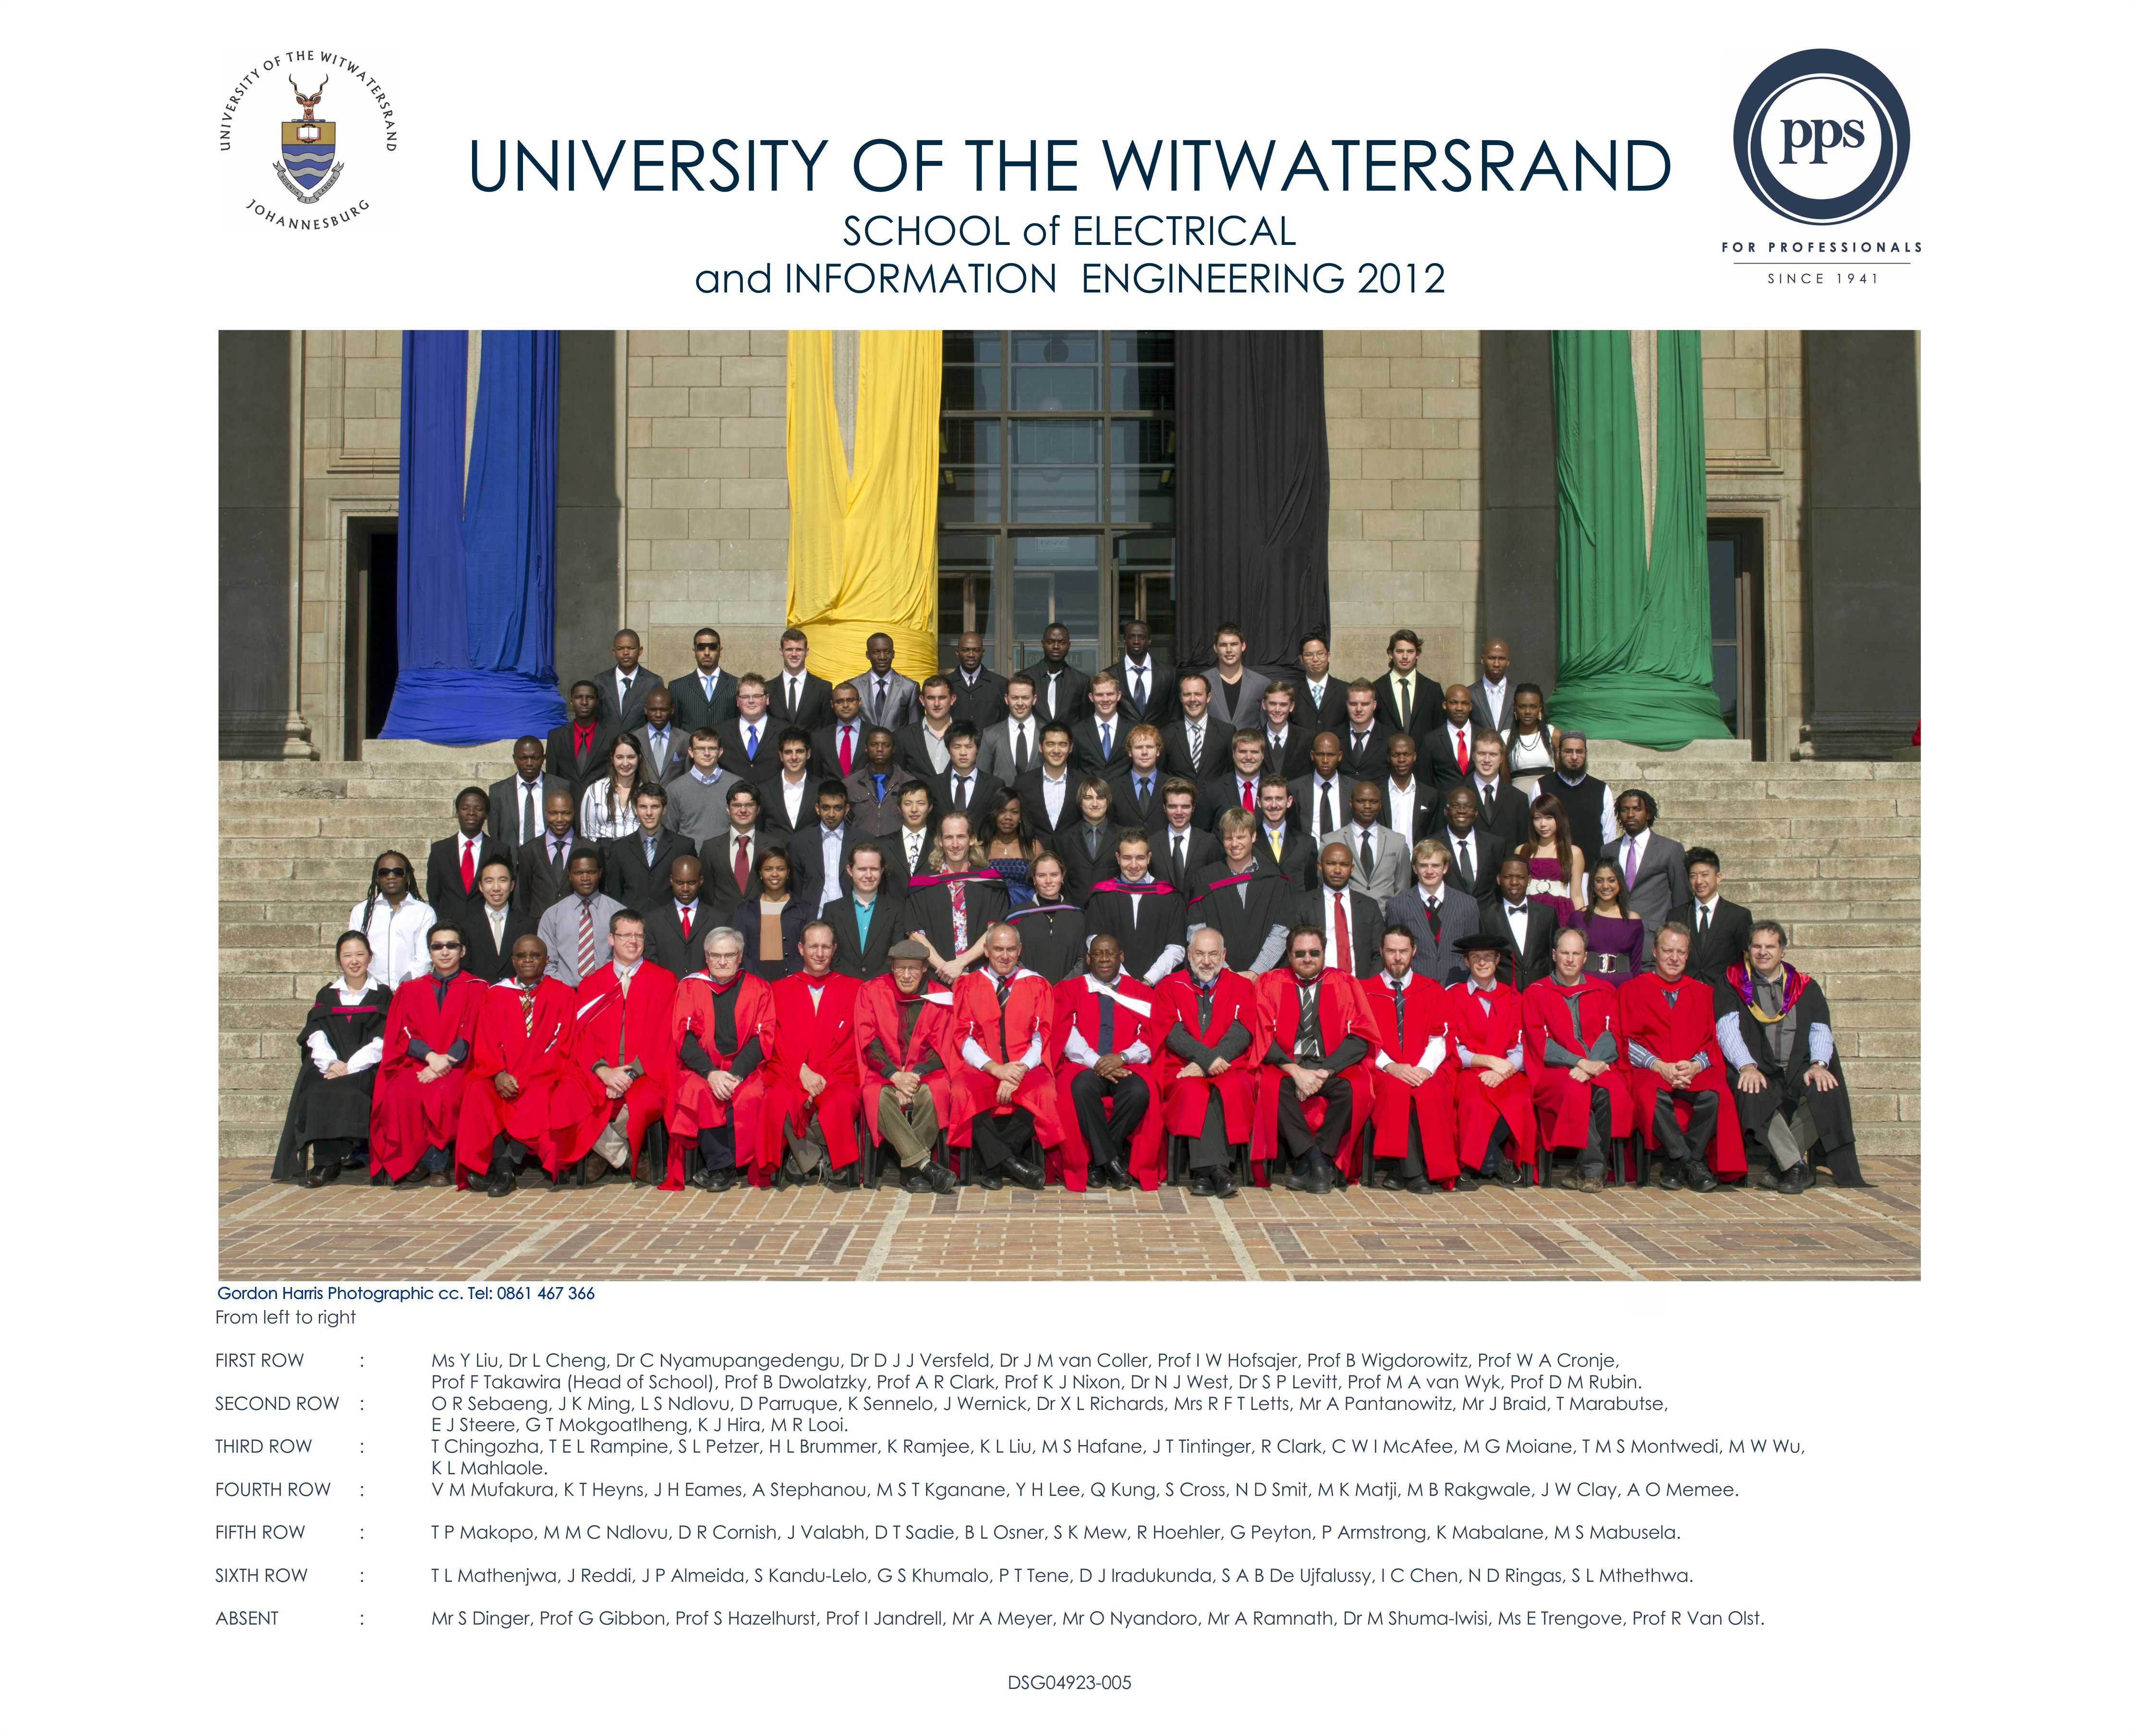 UNIVERSITY OF THE WITWATERSRAND
JOHANNESBURG
pps
FOR PROFESSIONALS
SINCE 1941
UNIVERSITY OF THE WITWATERSRAND
SCHOOL of ELECTRICAL
and INFORMATION ENGINEERING 2012
Gordon Harris Photographic cc. Tel: 0861 467 366
From left to right
FIRST ROW : Ms Y Liu, Dr L Cheng, Dr C Nyamupangedengu, Dr D J J Versfeld, Dr J M van Coller, Prof I W Hofsajer, Prof B Wigdorowitz, Prof W A Cronje,
Prof F Takawira (Head of School), Prof B Dwolatzky, Prof A R Clark, Prof K J Nixon, Dr N J West, Dr S P Levitt, Prof M A van Wyk, Prof D M Rubin.
SECOND ROW : O R Sebaeng, J K Ming, L S Ndlovu, D Parruque, K Sennelo, J Wernick, Dr X L Richards, Mrs R F T Letts, Mr A Pantanowitz, Mr J Braid, T Marabutse,
E J Steere, G T Mokgoatlheng, K J Hira, M R Looi.
THIRD ROW : T Chingozha, T E L Rampine, S L Petzer, H L Brummer, K Ramjee, K L Liu, M S Hafane, J T Tintinger, R Clark, C W I McAfee, M G Moiane, T M S Montwedi, M W Wu,
K L Mahlaole.
FOURTH ROW : V M Mufakura, K T Heyns, J H Eames, A Stephanou, M S T Kganane, Y H Lee, Q Kung, S Cross, N D Smit, M K Matji, M B Rakgwale, J W Clay, A O Memee.
FIFTH ROW : T P Makopo, M M C Ndlovu, D R Cornish, J Valabh, D T Sadie, B L Osner, S K Mew, R Hoehler, G Peyton, P Armstrong, K Mabalane, M S Mabusela.
SIXTH ROW : T L Mathenjwa, J Reddi, J P Almeida, S Kandu-Lelo, G S Khumalo, P T Tene, D J Iradukunda, S A B De Ujfalussy, I C Chen, N D Ringas, S L Mthethwa.
ABSENT : Mr S Dinger, Prof G Gibbon, Prof S Hazelhurst, Prof I Jandrell, Mr A Meyer, Mr O Nyandoro, Mr A Ramnath, Dr M Shuma-Iwisi, Ms E Trengove, Prof R Van Olst.
DSG04923-005